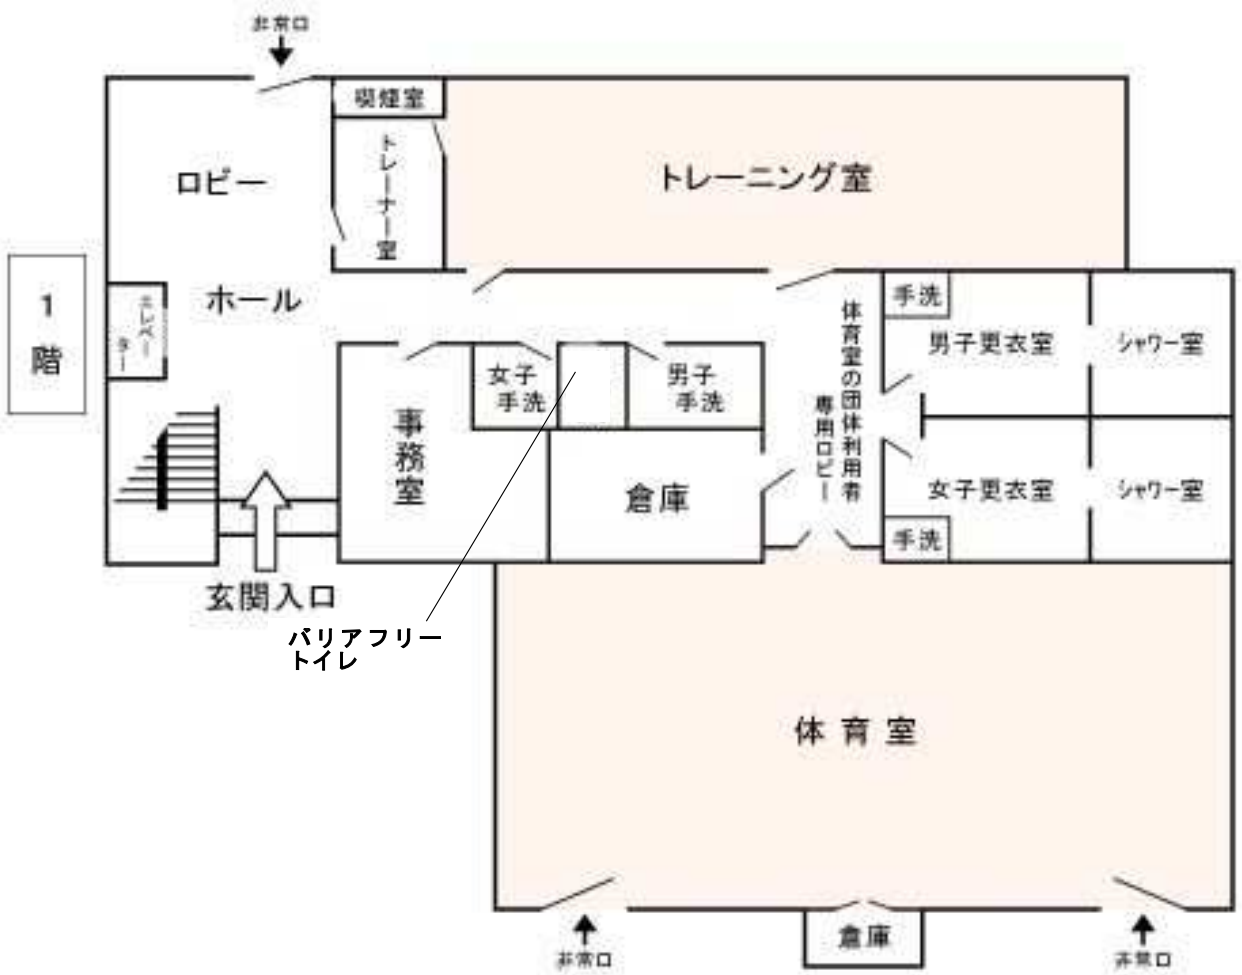 非常口
喫煙室
トレーナー室
ロビー
トレーニング室
1
階
エレベー
ター
ホール
体育室の団体利用者
専用ロビー
手洗
男子更衣室
シャワー室
女子
手洗
男子
手洗
事務室
倉庫
女子更衣室
シャワー室
手洗
玄関入口
バリアフリー
トイレ
体育室
倉庫
非常口
非常口